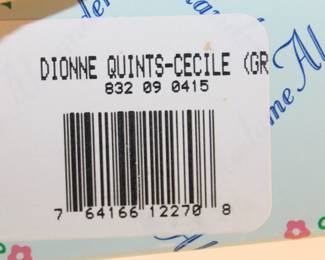 DIONNE QUINTS-CECILE (GR
832 09 0415
7 64166 12270 8